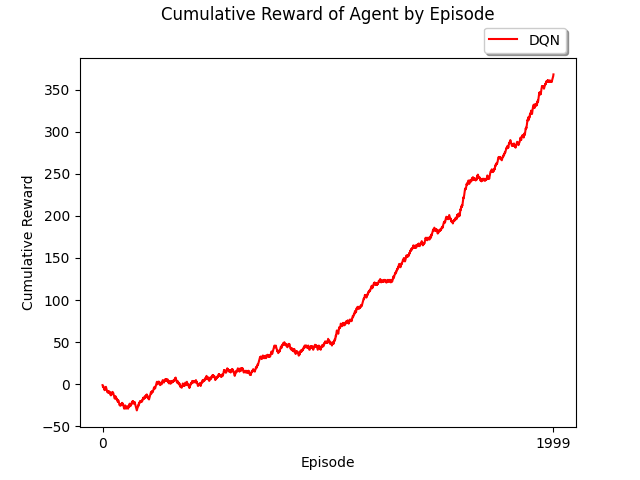 Cumulative Reward of Agent by Episode
DQN
350
300
250
200
150
100
50
0
−50
Cumulative Reward
0
1999
Episode